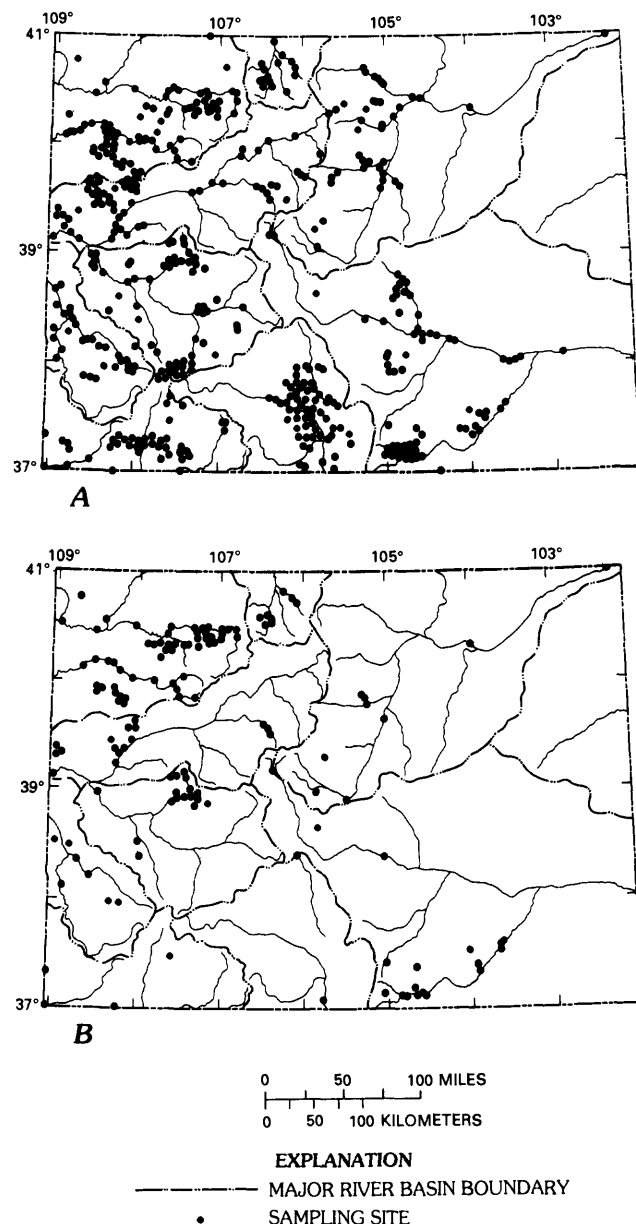 109° 107° 105° 103°
41°
39°
37°
A
109° 107° 105° 103°
41°
39°
37°
B
0 50 100 MILES
0 50 100 KILOMETERS
EXPLANATION
MAJOR RIVER BASIN BOUNDARY
SAMPLING SITE